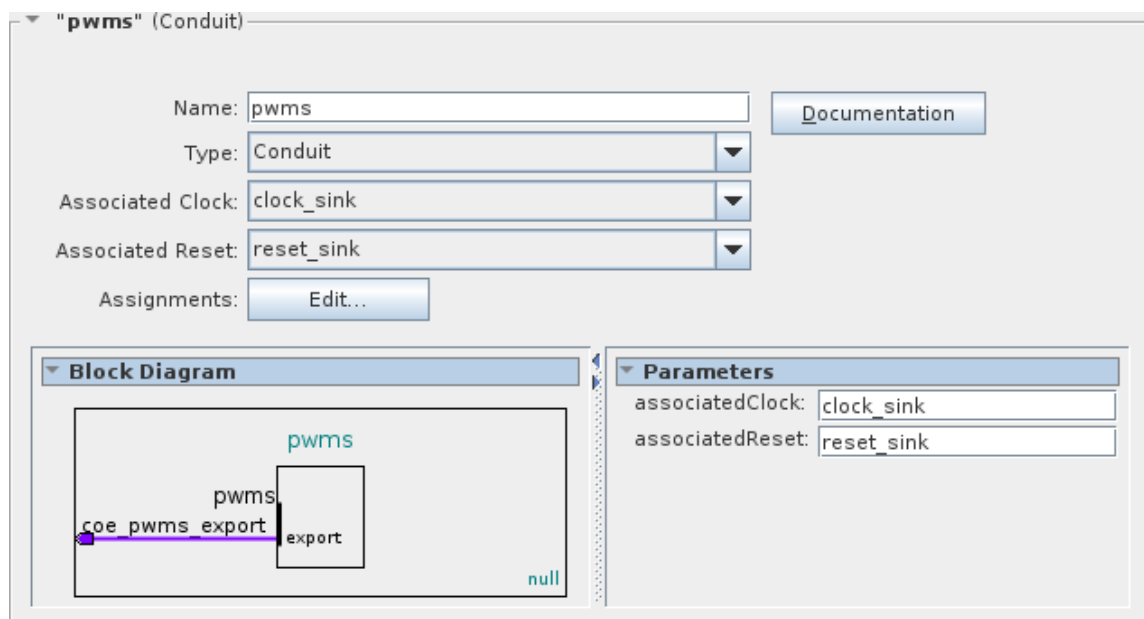 "pwms" (Conduit)
Name: pwms
Documentation
Type: Conduit
Associated Clock: clock_sink
Associated Reset: reset_sink
Assignments: Edit...
Block Diagram
pwms
pwms
coe_pwms_export
export
null
Parameters
associatedClock: clock_sink
associatedReset: reset_sink